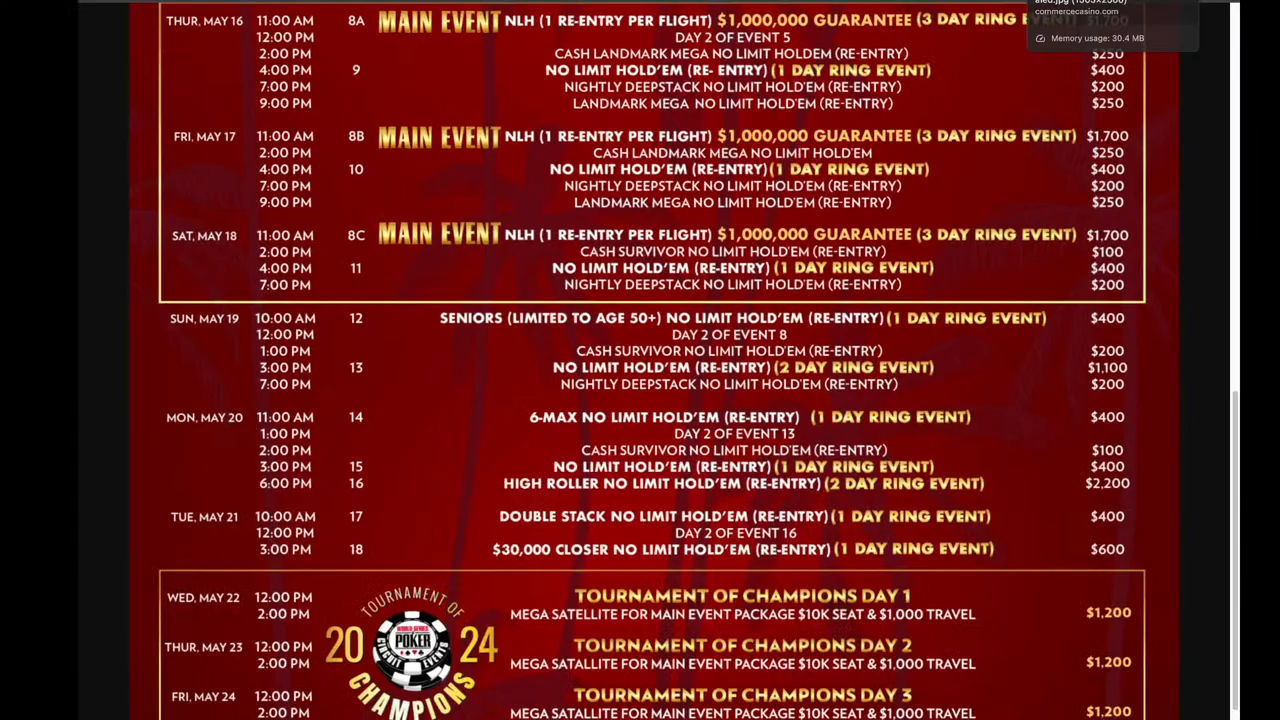 THUR, MAY 16 11:00 AM 8A MAIN EVENT NLH (1 RE-ENTRY PER FLIGHT) $1,000,000 GUARANTEE (3 DAY RING E
commercecasino.com
Memory usage: 30.4 MB
12:00 PM DAY 2 OF EVENT 5
2:00 PM CASH LANDMARK MEGA NO LIMIT HOLDEM (RE-ENTRY) $250
4:00 PM 9 NO LIMIT HOLD'EM (RE- ENTRY) (1 DAY RING EVENT) $400
7:00 PM NIGHTLY DEEPSTACK NO LIMIT HOLD'EM (RE-ENTRY) $200
9:00 PM LANDMARK MEGA NO LIMIT HOLD'EM (RE-ENTRY) $250
FRI, MAY 17 11:00 AM 8B MAIN EVENT NLH (1 RE-ENTRY PER FLIGHT) $1,000,000 GUARANTEE (3 DAY RING EVENT) $1,700
2:00 PM CASH LANDMARK MEGA NO LIMIT HOLD'EM $250
4:00 PM 10 NO LIMIT HOLD'EM (RE-ENTRY) (1 DAY RING EVENT) $400
7:00 PM NIGHTLY DEEPSTACK NO LIMIT HOLD'EM (RE-ENTRY) $200
9:00 PM LANDMARK MEGA NO LIMIT HOLD'EM (RE-ENTRY) $250
SAT, MAY 18 11:00 AM 8C MAIN EVENT NLH (1 RE-ENTRY PER FLIGHT) $1,000,000 GUARANTEE (3 DAY RING EVENT) $1,700
2:00 PM CASH SURVIVOR NO LIMIT HOLD'EM (RE-ENTRY) $100
4:00 PM 11 NO LIMIT HOLD'EM (RE-ENTRY) (1 DAY RING EVENT) $400
7:00 PM NIGHTLY DEEPSTACK NO LIMIT HOLD'EM (RE-ENTRY) $200
SUN, MAY 19 10:00 AM 12 SENIORS (LIMITED TO AGE 50+) NO LIMIT HOLD'EM (RE-ENTRY) (1 DAY RING EVENT) $400
12:00 PM DAY 2 OF EVENT 8
1:00 PM CASH SURVIVOR NO LIMIT HOLD'EM (RE-ENTRY) $200
3:00 PM 13 NO LIMIT HOLD'EM (RE-ENTRY) (2 DAY RING EVENT) $1,100
7:00 PM NIGHTLY DEEPSTACK NO LIMIT HOLD'EM (RE-ENTRY) $200
MON, MAY 20 11:00 AM 14 6-MAX NO LIMIT HOLD'EM (RE-ENTRY) (1 DAY RING EVENT) $400
1:00 PM DAY 2 OF EVENT 13
2:00 PM CASH SURVIVOR NO LIMIT HOLD'EM (RE-ENTRY) $100
3:00 PM 15 NO LIMIT HOLD'EM (RE-ENTRY) (1 DAY RING EVENT) $400
6:00 PM 16 HIGH ROLLER NO LIMIT HOLD'EM (RE-ENTRY) (2 DAY RING EVENT) $2,200
TUE, MAY 21 10:00 AM 17 DOUBLE STACK NO LIMIT HOLD'EM (RE-ENTRY) (1 DAY RING EVENT) $400
12:00 PM DAY 2 OF EVENT 16
3:00 PM 18 $30,000 CLOSER NO LIMIT HOLD'EM (RE-ENTRY) (1 DAY RING EVENT) $600
WED, MAY 22 12:00 PM TOURNAMENT OF CHAMPIONS DAY 1
2:00 PM MEGA SATELLITE FOR MAIN EVENT PACKAGE $10K SEAT & $1,000 TRAVEL $1,200
THUR, MAY 23 12:00 PM TOURNAMENT OF CHAMPIONS DAY 2
2:00 PM MEGA SATALLITE FOR MAIN EVENT PACKAGE $10K SEAT & $1,000 TRAVEL $1,200
FRI, MAY 24 12:00 PM TOURNAMENT OF CHAMPIONS DAY 3
2:00 PM MEGA SATALLITE FOR MAIN EVENT PACKAGE $10K SEAT & $1,000 TRAVEL $1,200
TOURNAMENT OF
2024
WORLD SERIES
POKER
CIRCUIT EVENTS
CHAMPIONS